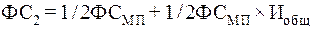 ФС₂ = 1/2ФС_МП + 1/2ФС_МП × И_общ